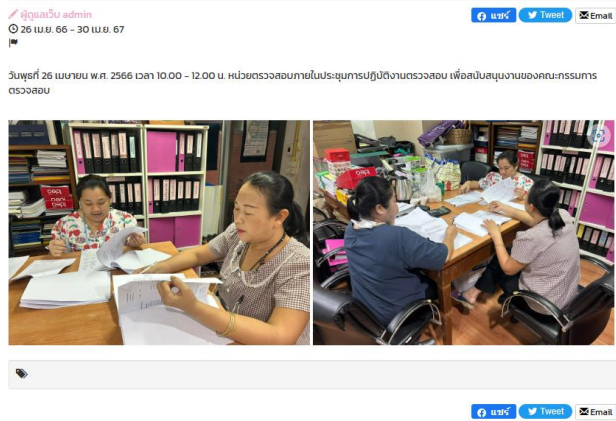 ผู้ดูแลเว็บ admin
แชร์ Tweet Email
26 เม.ย. 66 - 30 เม.ย. 67
วันพุธที่ 26 เมษายน พ.ศ. 2566 เวลา 10.00 - 12.00 น. หน่วยตรวจสอบภายในประชุมการปฏิบัติงานตรวจสอบ เพื่อสนับสนุนงานของคณะกรรมการ
ตรวจสอบ
แชร์ Tweet Email